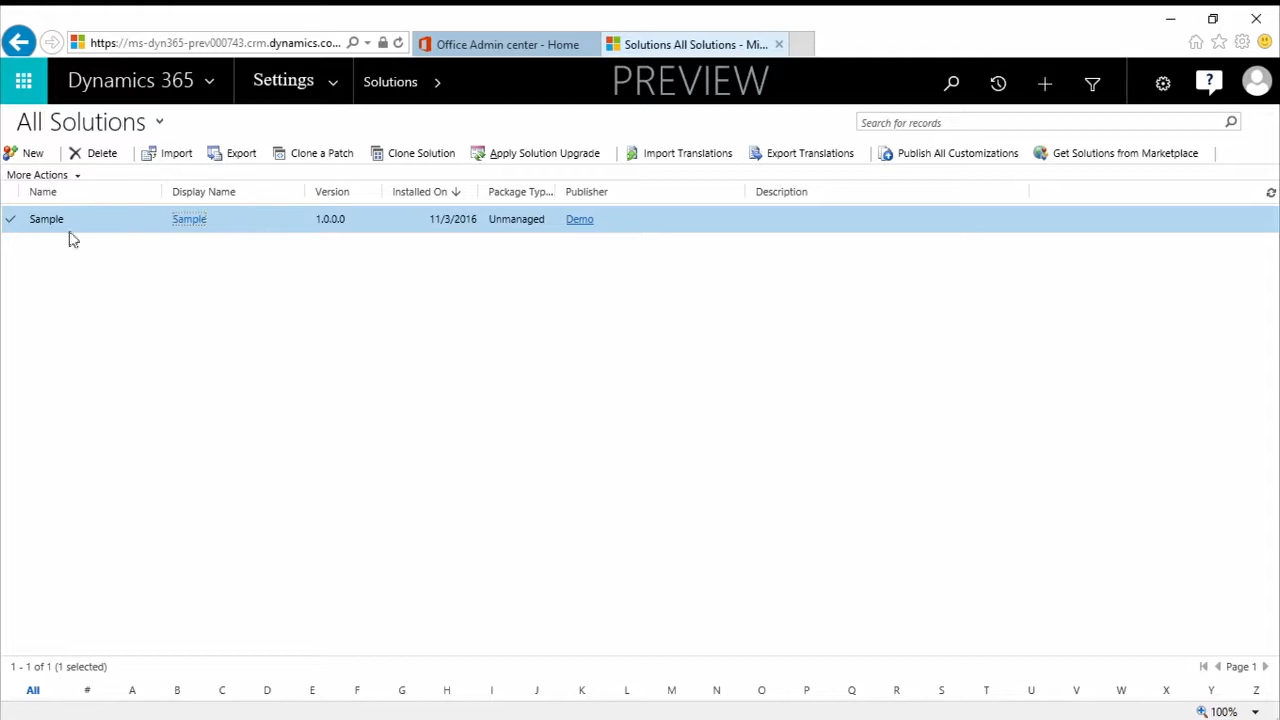 https://ms-dyn365-prev000743.crm.dynamics.co... Office Admin center - Home Solutions All Solutions - Mi...
Dynamics 365 Settings Solutions PREVIEW ?
All Solutions Search for records
New Delete Import Export Clone a Patch Clone Solution Apply Solution Upgrade Import Translations Export Translations Publish All Customizations Get Solutions from Marketplace
More Actions
Name Display Name Version Installed On Package Typ... Publisher Description
Sample Sample 1.0.0.0 11/3/2016 Unmanaged Demo
1 - 1 of 1 (1 selected) Page 1
All # A B C D E F G H I J K L M N O P Q R S T U V W X Y Z
100%